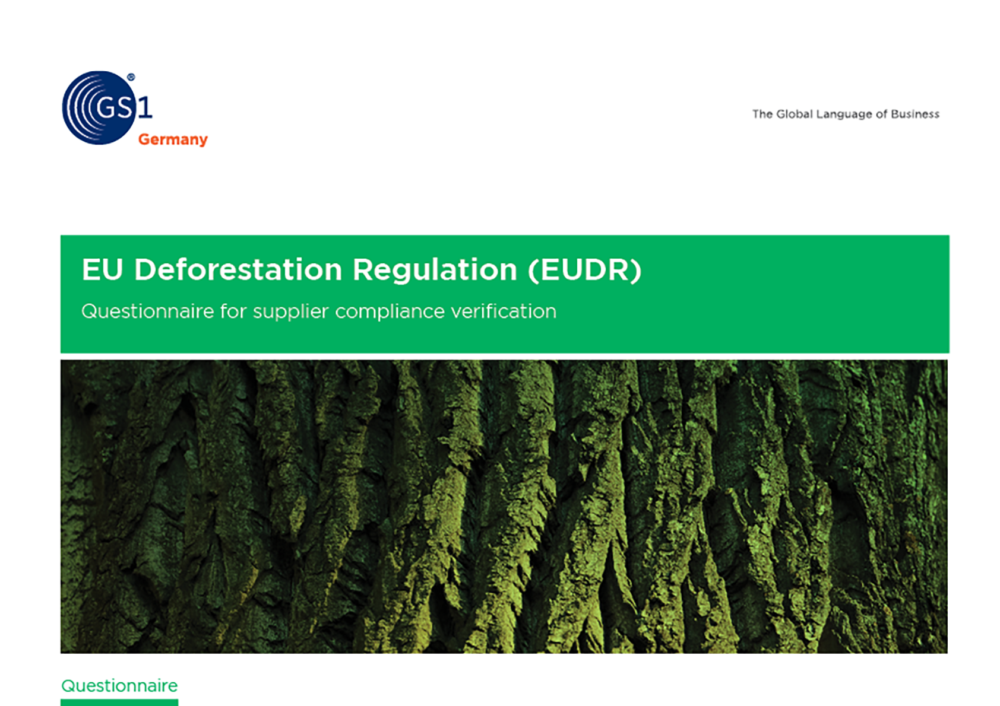 GS1
®
Germany
The Global Language of Business
EU Deforestation Regulation (EUDR)
Questionnaire for supplier compliance verification
Questionnaire